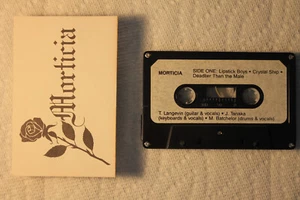 Morticia
MORTICIA
SIDE ONE: Lipstick Boys • Crystal Ship •
Deadlier Than the Male
T. Langevin (guitar & vocals) • J. Tanaka
(keyboards & vocals) • M. Batchelor (drums & vocals)